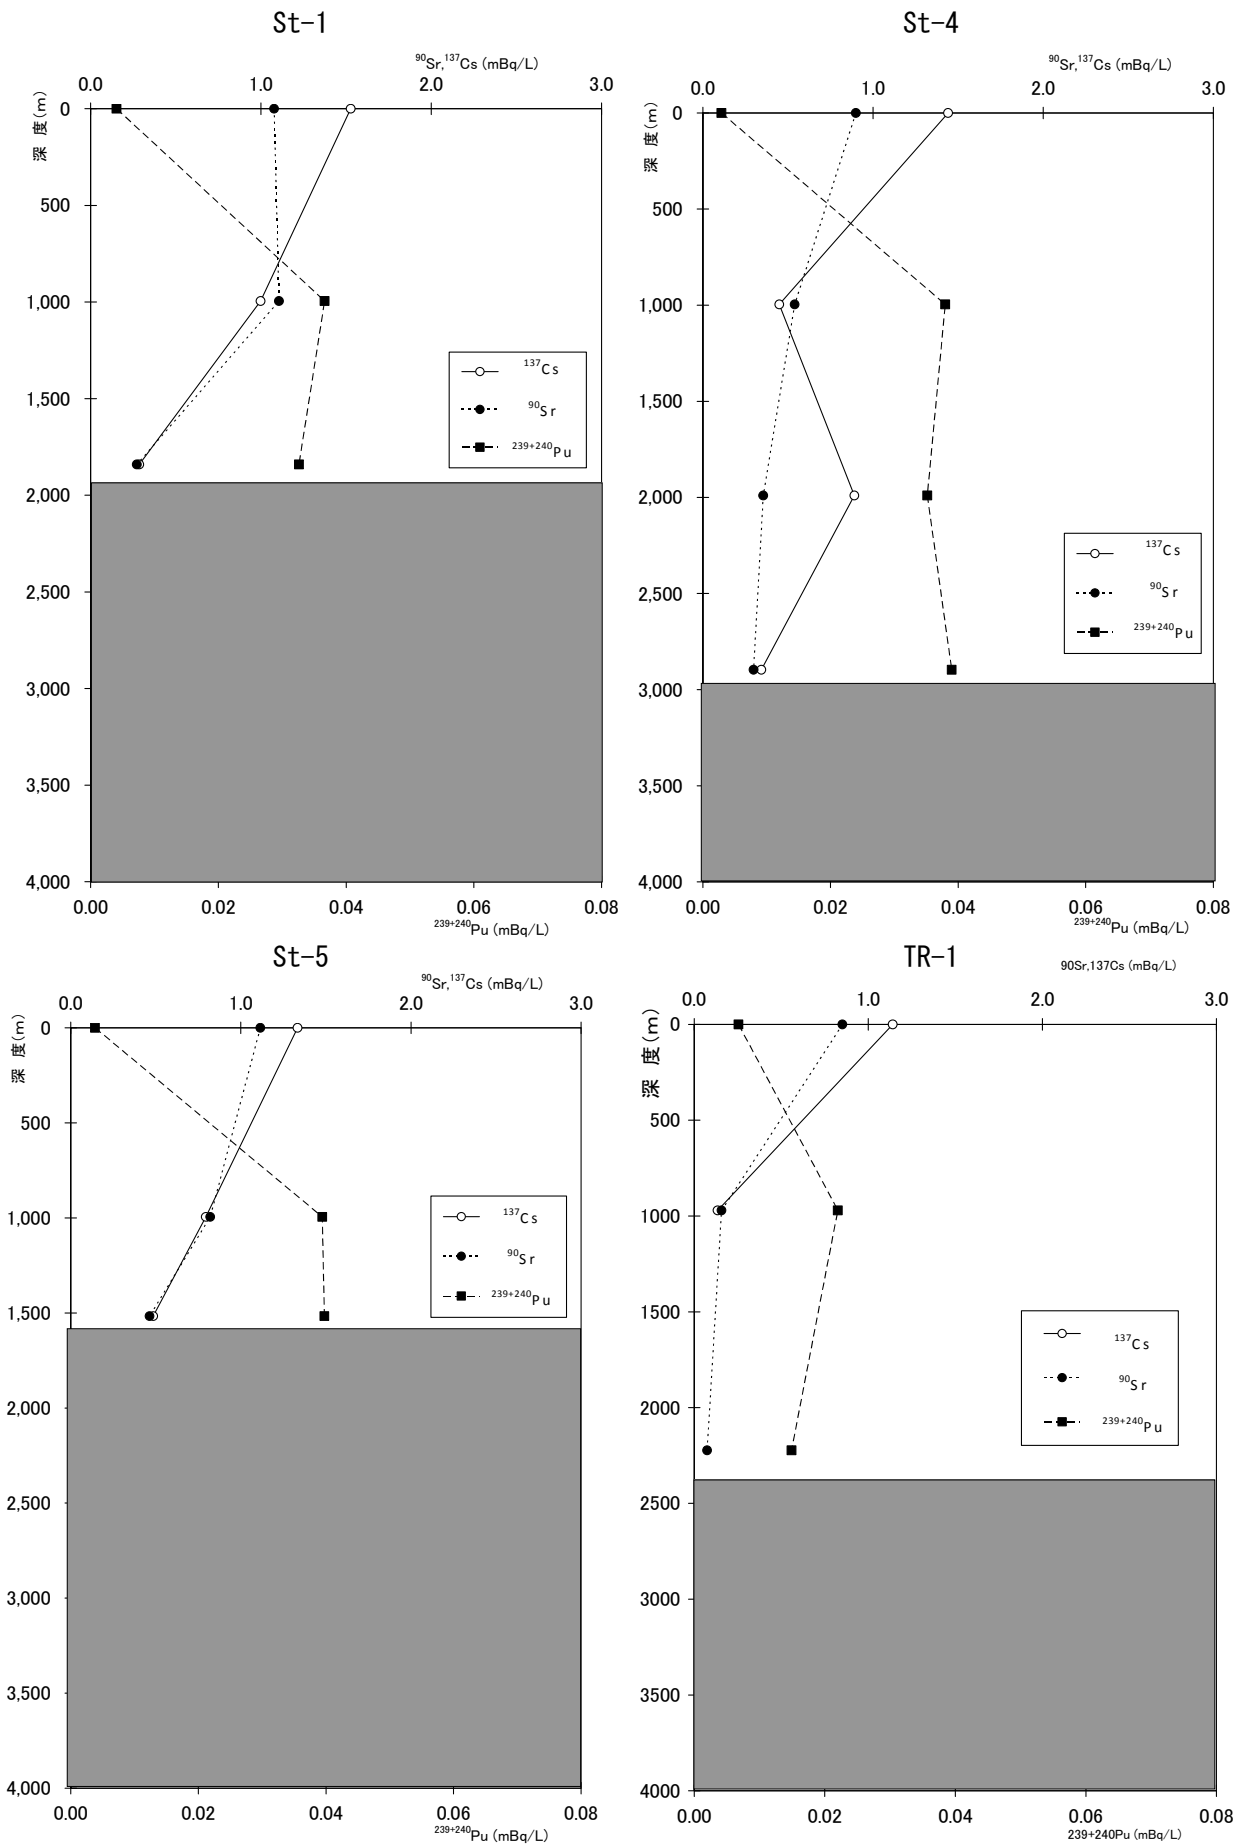 St-1
⁹⁰Sr,¹³⁷Cs (mBq/L)
0.0 1.0 2.0 3.0
深 度(m)
0
500
1,000
1,500
2,000
2,500
3,000
3,500
4,000
¹³⁷Cs
⁹⁰Sr
²³⁹⁺²⁴⁰Pu
0.00 0.02 0.04 0.06 0.08
²³⁹⁺²⁴⁰Pu (mBq/L)
St-4
⁹⁰Sr,¹³⁷Cs (mBq/L)
0.0 1.0 2.0 3.0
深 度(m)
0
500
1,000
1,500
2,000
2,500
3,000
3,500
4,000
¹³⁷Cs
⁹⁰Sr
²³⁹⁺²⁴⁰Pu
0.00 0.02 0.04 0.06 0.08
²³⁹⁺²⁴⁰Pu (mBq/L)
St-5
⁹⁰Sr,¹³⁷Cs (mBq/L)
0.0 1.0 2.0 3.0
深 度(m)
0
500
1,000
1,500
2,000
2,500
3,000
3,500
4,000
¹³⁷Cs
⁹⁰Sr
²³⁹⁺²⁴⁰Pu
0.00 0.02 0.04 0.06 0.08
²³⁹⁺²⁴⁰Pu (mBq/L)
TR-1
90Sr,137Cs (mBq/L)
0.0 1.0 2.0 3.0
深 度(m)
0
500
1000
1500
2000
2500
3000
3500
4000
¹³⁷Cs
⁹⁰Sr
²³⁹⁺²⁴⁰Pu
0.00 0.02 0.04 0.06 0.08
239+240Pu (mBq/L)